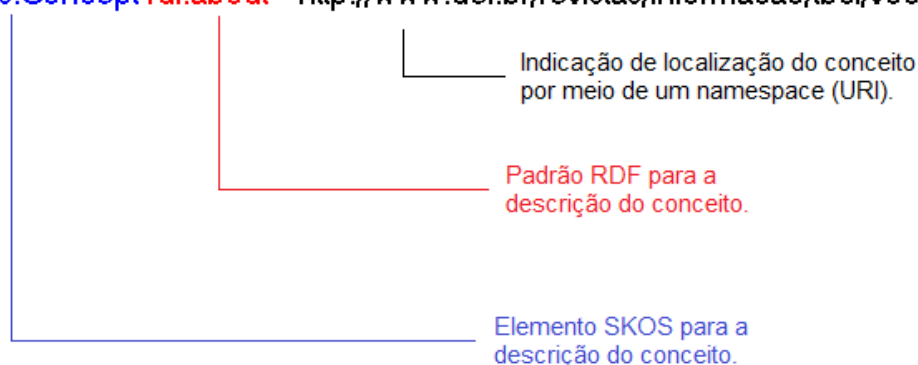 Indicação de localização do conceito
por meio de um namespace (URI).
Padrão RDF para a
descrição do conceito.
Elemento SKOS para a
descrição do conceito.